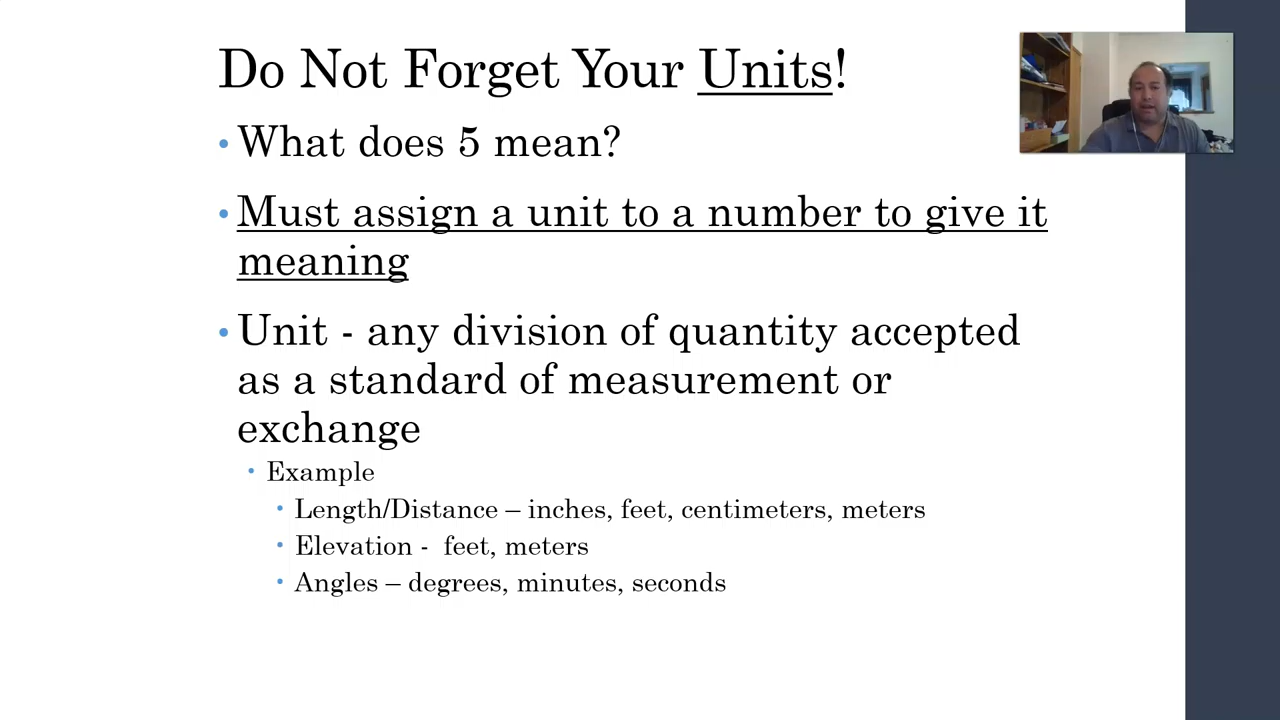 Do Not Forget Your Units!
• What does 5 mean?
• Must assign a unit to a number to give it
meaning
• Unit - any division of quantity accepted
as a standard of measurement or
exchange
• Example
• Length/Distance – inches, feet, centimeters, meters
• Elevation -  feet, meters
• Angles – degrees, minutes, seconds